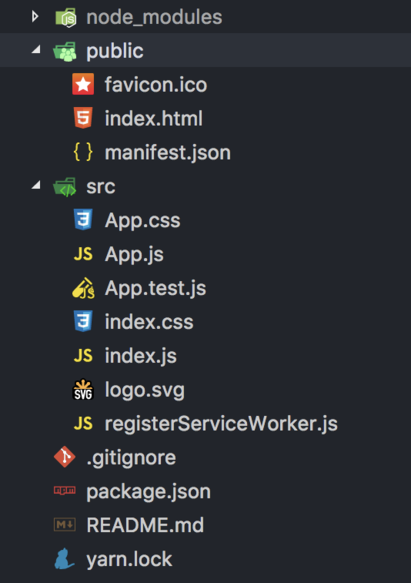 node_modules
public
favicon.ico
index.html
manifest.json
src
App.css
App.js
App.test.js
index.css
index.js
logo.svg
registerServiceWorker.js
.gitignore
package.json
README.md
yarn.lock